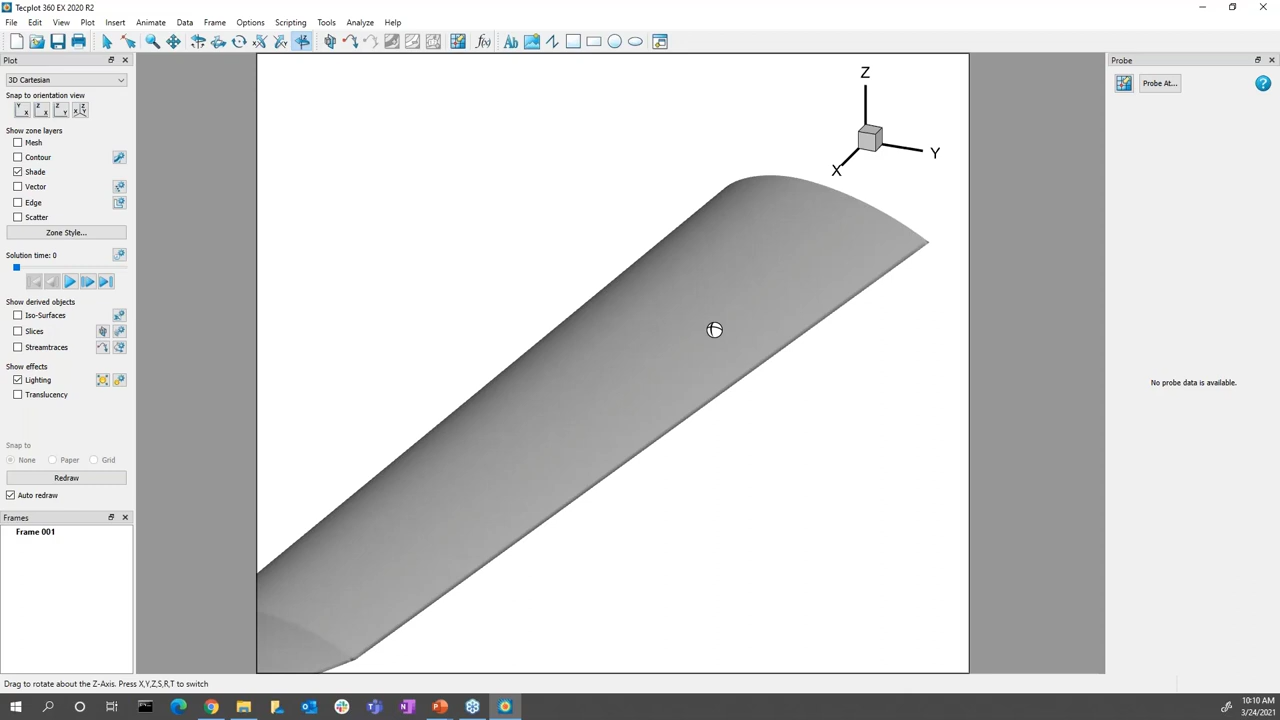 Tecplot 360 EX 2020 R2
File Edit View Plot Insert Animate Data Frame Options Scripting Tools Analyze Help
Plot
3D Cartesian
Snap to orientation view
Show zone layers
Mesh
Contour
Shade
Vector
Edge
Scatter
Zone Style...
Solution time: 0
Show derived objects
Iso-Surfaces
Slices
Streamtraces
Show effects
Lighting
Translucency
Snap to
None Paper Grid
Redraw
Auto redraw
Frames
Frame 001
Z
Y
X
Probe
Probe At...
No probe data is available.
Drag to rotate about the Z-Axis. Press X,Y,Z,S,R,T to switch
10:10 AM
3/24/2021